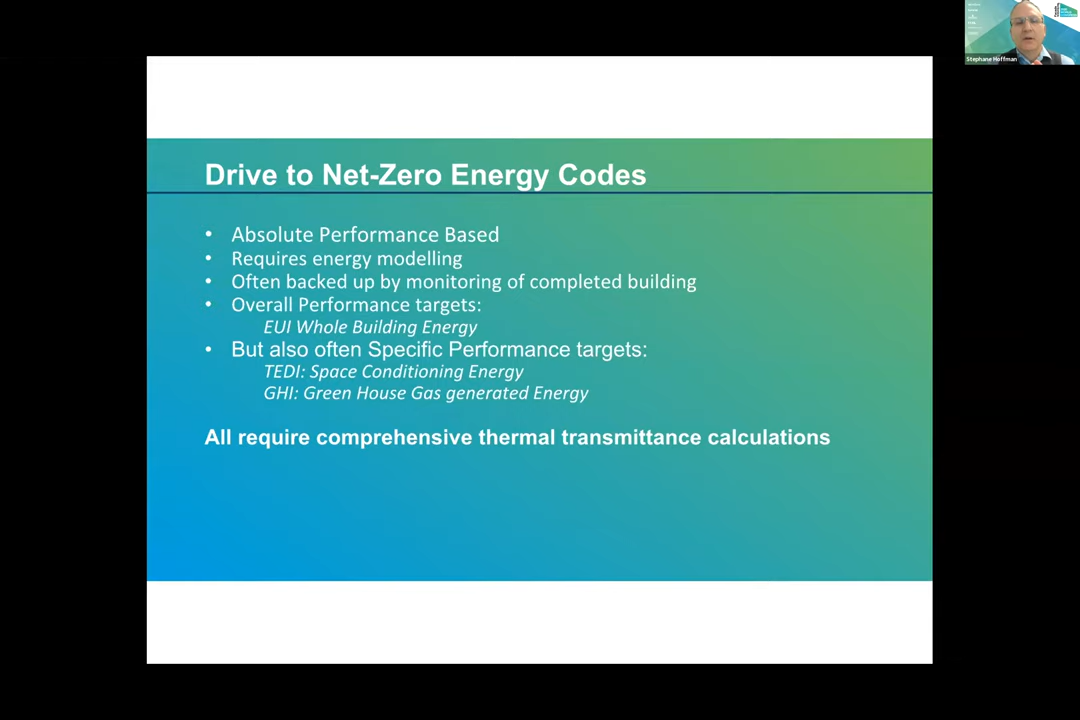 Drive to Net-Zero Energy Codes
• Absolute Performance Based
• Requires energy modelling
• Often backed up by monitoring of completed building
• Overall Performance targets:
EUI Whole Building Energy
• But also often Specific Performance targets:
TEDI: Space Conditioning Energy
GHI: Green House Gas generated Energy
All require comprehensive thermal transmittance calculations
Stephane Hoffman